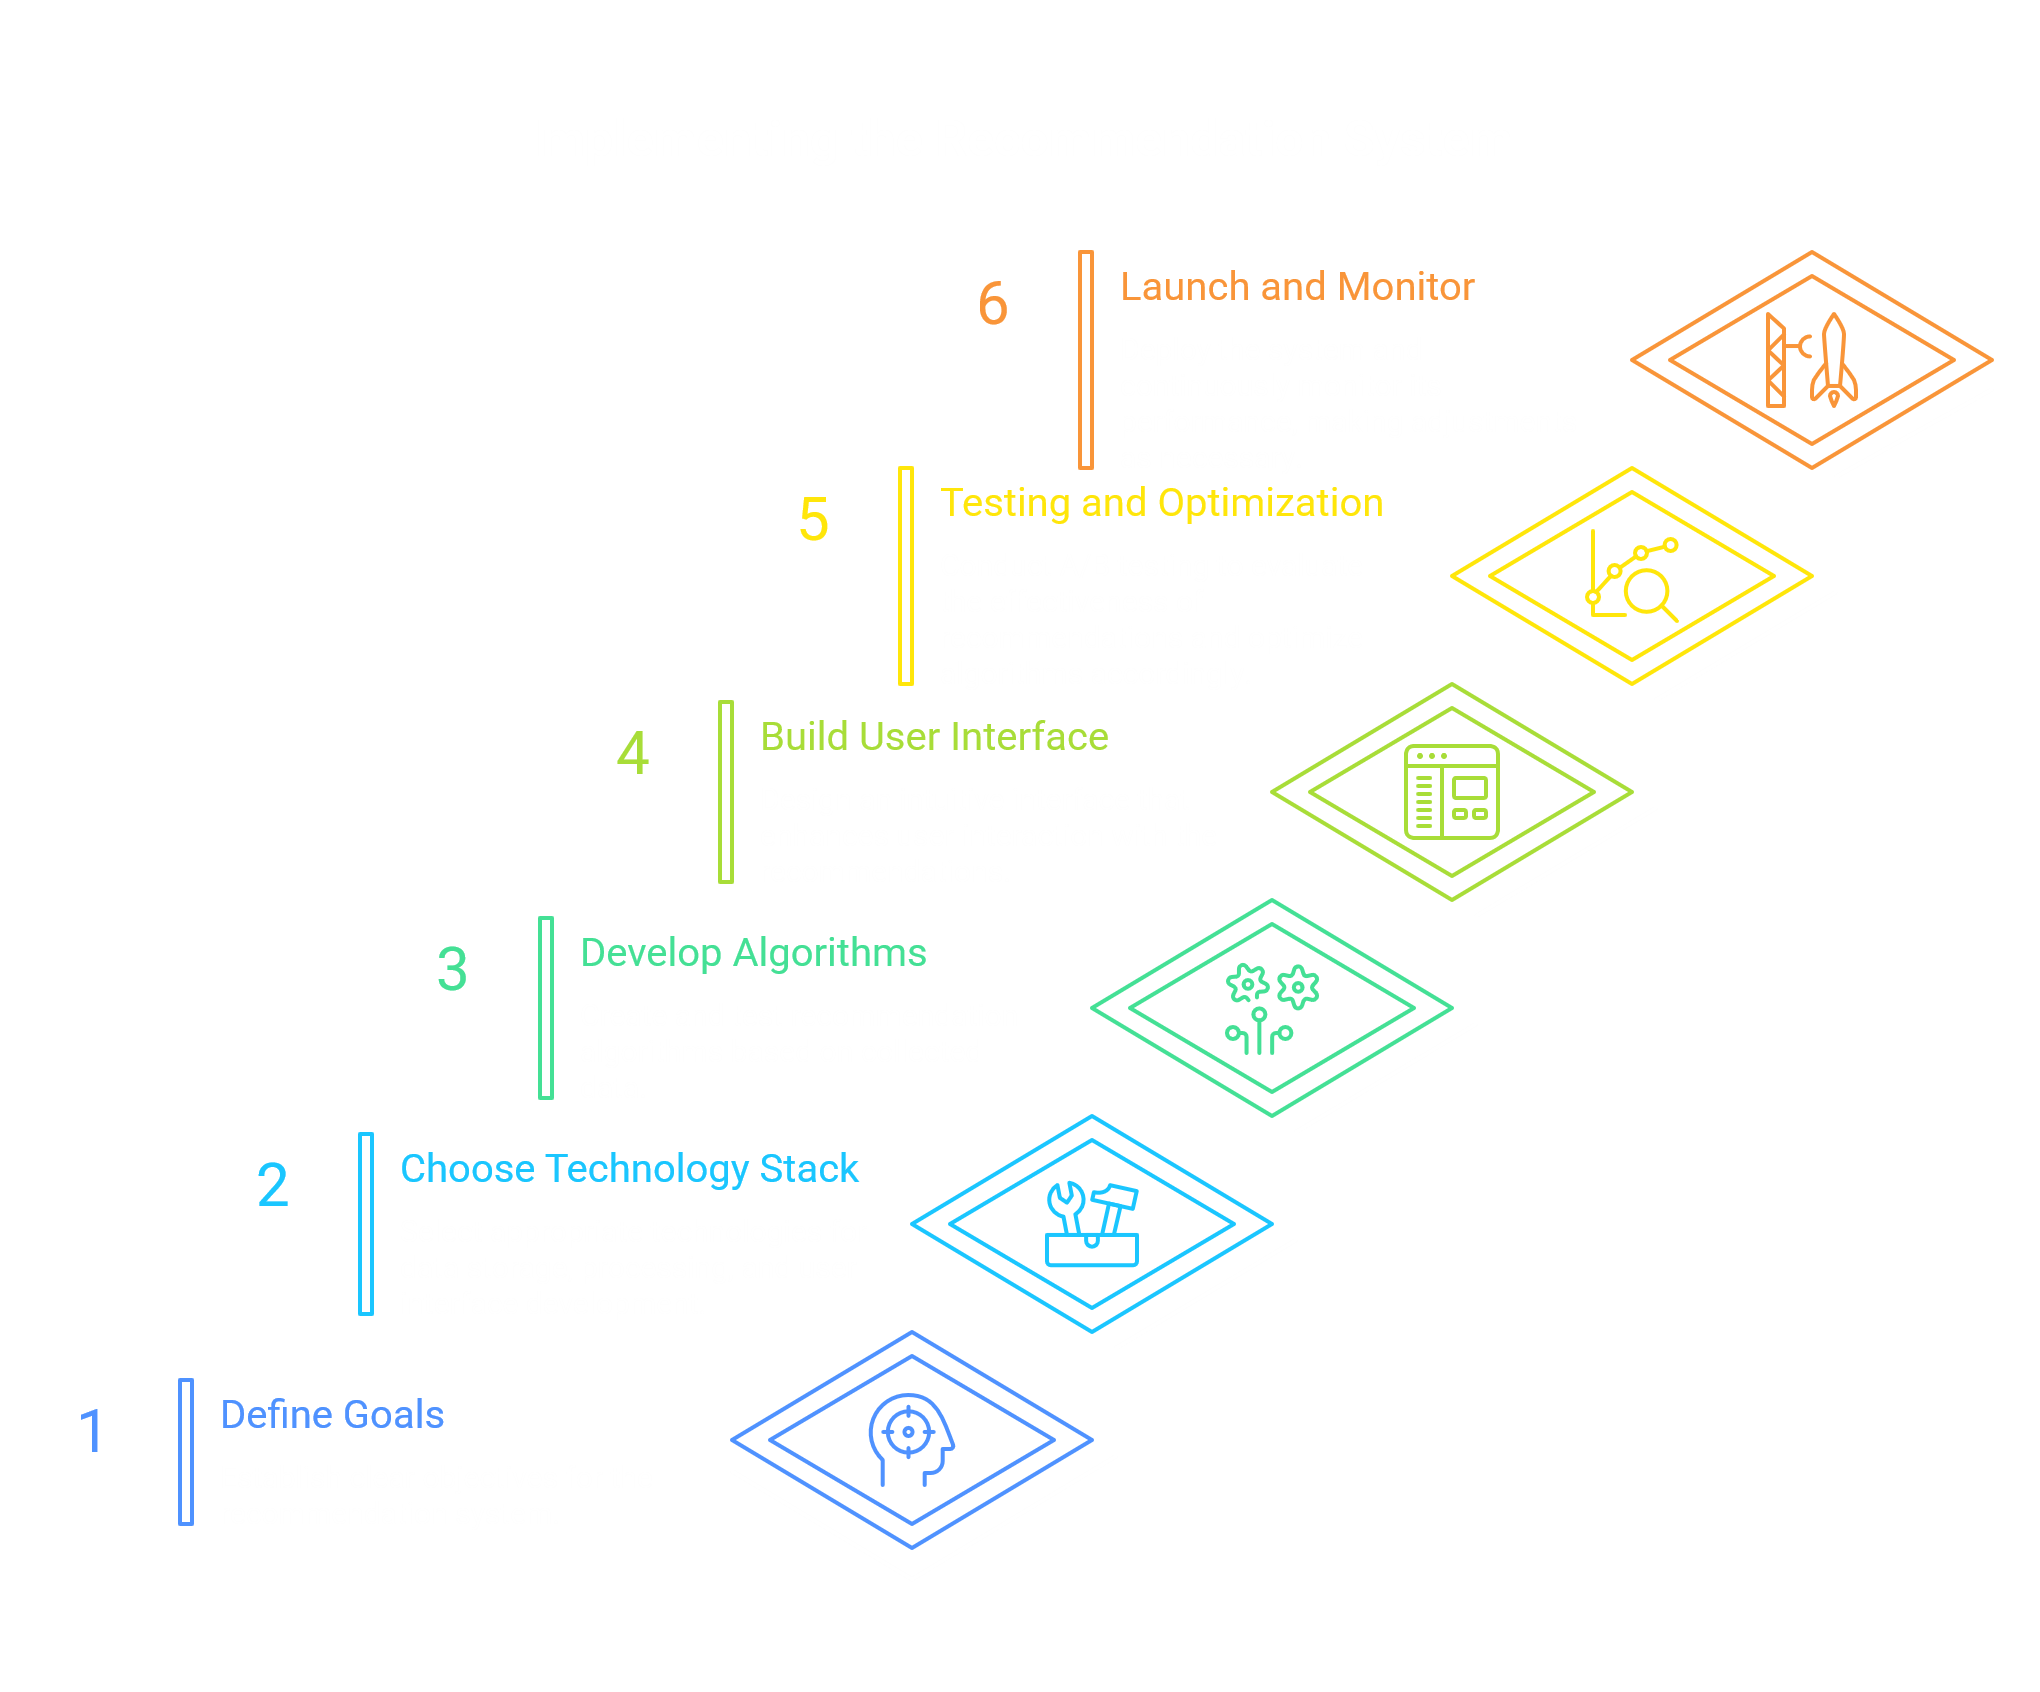 6
Launch and Monitor
5
Testing and Optimization
4
Build User Interface
3
Develop Algorithms
2
Choose Technology Stack
1
Define Goals